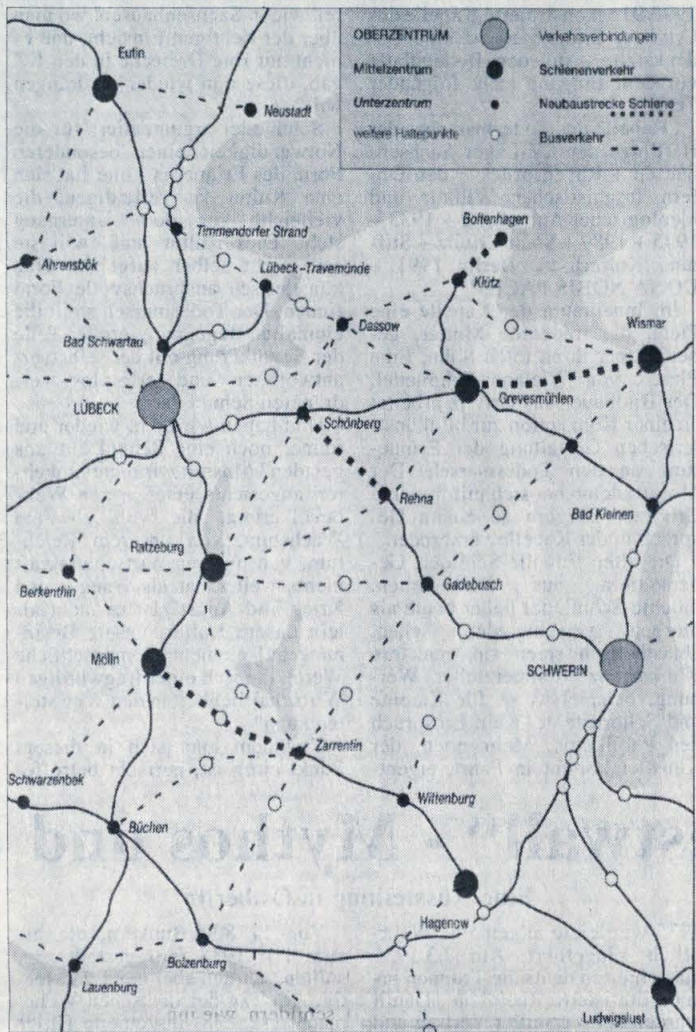 OBERZENTRUM
Verkehrsverbindungen
Mittelzentrum
Schienenverkehr
Unterzentrum
Neubaustrecke Schiene
weitere Haltepunkte
Busverkehr
Eutin
Neustadt
Timmendorfer Strand
Boltenhagen
Ahrensbök
Lübeck-Travemünde
Klütz
Dassow
Wismar
Bad Schwartau
LÜBECK
Grevesmühlen
Schönberg
Rehna
Bad Kleinen
Ratzeburg
Berkenthin
Gadebusch
Mölln
SCHWERIN
Zarrentin
Schwarzenbek
Wittenburg
Büchen
Hagenow
Boizenburg
Lauenburg
Ludwigslust